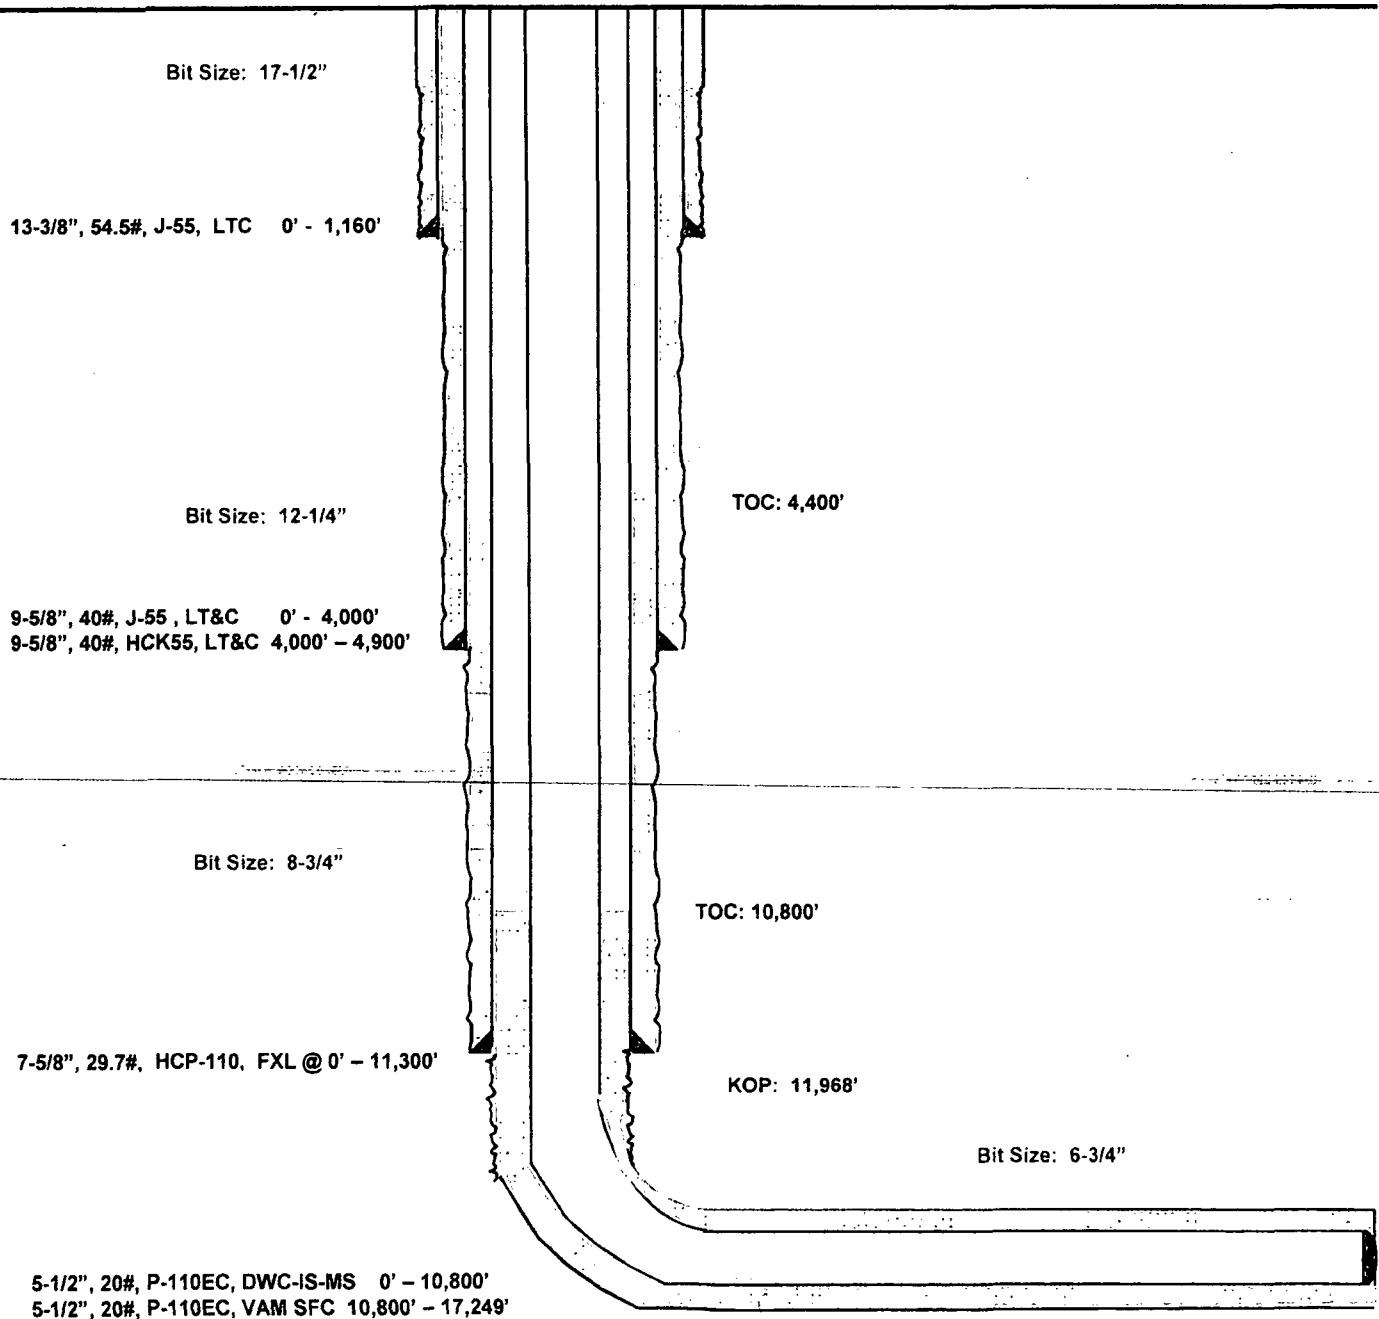 Bit Size: 17-1/2”
13-3/8”, 54.5#, J-55, LTC 0’ - 1,160’
TOC: 4,400’
Bit Size: 12-1/4”
9-5/8”, 40#, J-55 , LT&C 0’ - 4,000’
9-5/8”, 40#, HCK55, LT&C 4,000’ – 4,900’
Bit Size: 8-3/4”
TOC: 10,800’
7-5/8”, 29.7#, HCP-110, FXL @ 0’ – 11,300’
KOP: 11,968’
Bit Size: 6-3/4”
5-1/2”, 20#, P-110EC, DWC-IS-MS 0’ – 10,800’
5-1/2”, 20#, P-110EC, VAM SFC 10,800’ – 17,249’